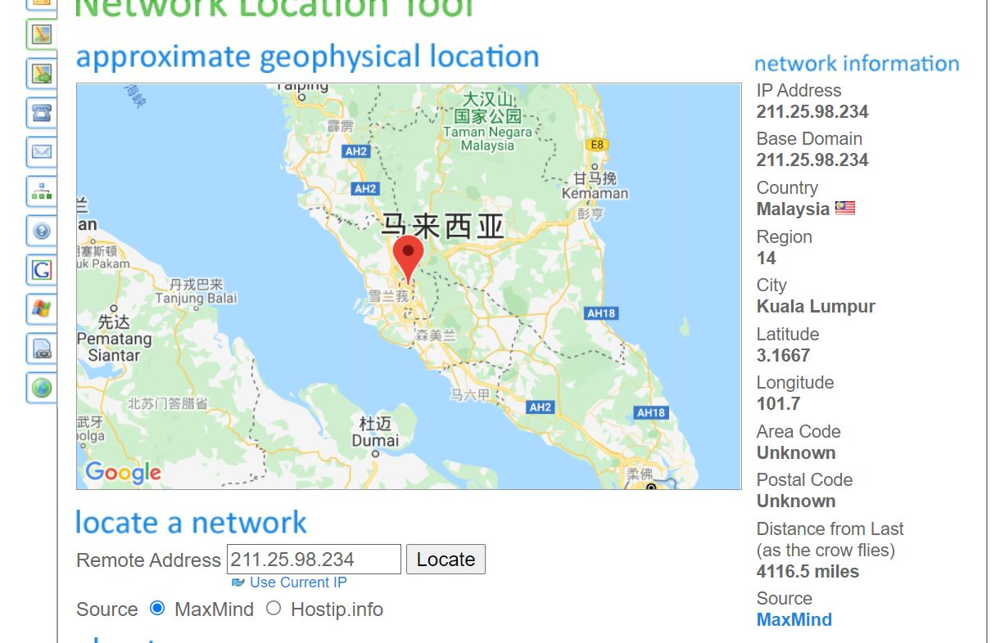 Network Location Tool
approximate geophysical location
Taiping
海峡
霹雳
大汉山
国家公园
Taman Negara
Malaysia
AH2
E8
AH2
甘马挽
Kemaman
彭亨
兰
an
马来西亚
塞斯顿
uk Pakam
丹戎巴来
Tanjung Balai
雪兰莪
先达
Pematang
Siantar
森美兰
AH18
北苏门答腊省
马六甲
AH2
AH18
武牙
olga
杜迈
Dumai
Google
柔佛
network information
IP Address
211.25.98.234
Base Domain
211.25.98.234
Country
Malaysia
Region
14
City
Kuala Lumpur
Latitude
3.1667
Longitude
101.7
Area Code
Unknown
Postal Code
Unknown
Distance from Last
(as the crow flies)
4116.5 miles
Source
MaxMind
locate a network
Remote Address 211.25.98.234 Locate
Use Current IP
Source MaxMind Hostip.info